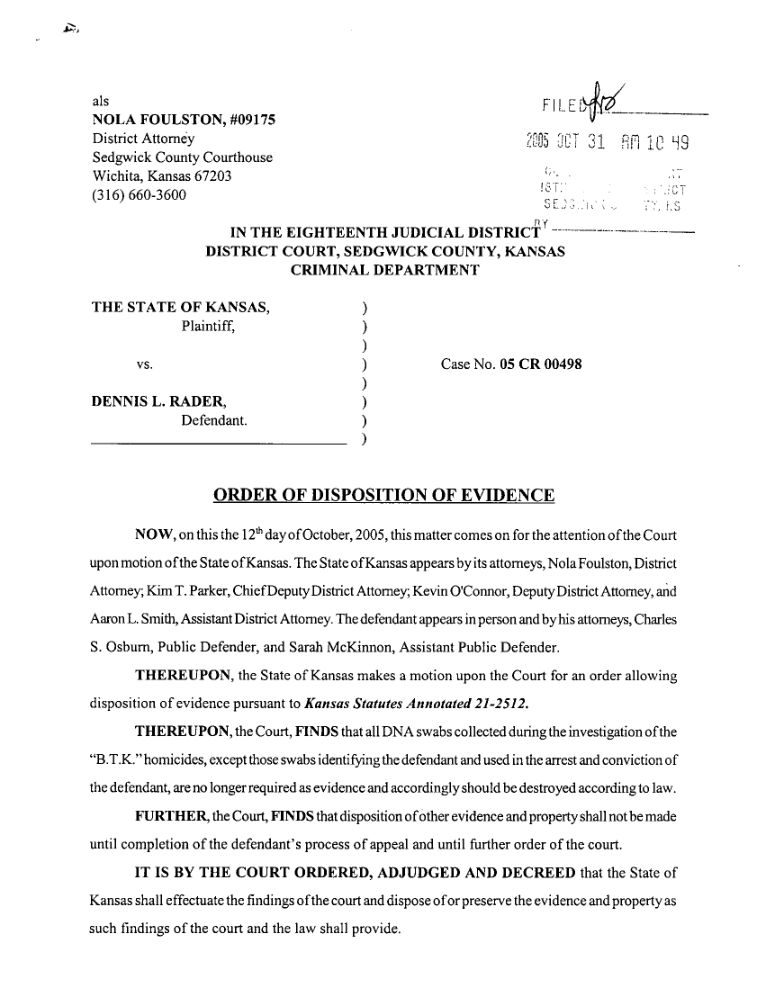 als
NOLA FOULSTON, #09175
District Attorney
Sedgwick County Courthouse
Wichita, Kansas 67203
(316) 660-3600
FILED
2005 OCT 31 AM 10 49
BY
IN THE EIGHTEENTH JUDICIAL DISTRICT
DISTRICT COURT, SEDGWICK COUNTY, KANSAS
CRIMINAL DEPARTMENT
THE STATE OF KANSAS, )
Plaintiff, )
)
vs. ) Case No. 05 CR 00498
)
DENNIS L. RADER, )
Defendant. )
)
ORDER OF DISPOSITION OF EVIDENCE
NOW, on this the 12th day of October, 2005, this matter comes on for the attention of the Court
upon motion of the State of Kansas. The State of Kansas appears by its attorneys, Nola Foulston, District
Attorney; Kim T. Parker, Chief Deputy District Attorney; Kevin O'Connor, Deputy District Attorney, and
Aaron L. Smith, Assistant District Attorney. The defendant appears in person and by his attorneys, Charles
S. Osburn, Public Defender, and Sarah McKinnon, Assistant Public Defender.
THEREUPON, the State of Kansas makes a motion upon the Court for an order allowing
disposition of evidence pursuant to Kansas Statutes Annotated 21-2512.
THEREUPON, the Court, FINDS that all DNA swabs collected during the investigation of the
“B.T.K.” homicides, except those swabs identifying the defendant and used in the arrest and conviction of
the defendant, are no longer required as evidence and accordingly should be destroyed according to law.
FURTHER, the Court, FINDS that disposition of other evidence and property shall not be made
until completion of the defendant's process of appeal and until further order of the court.
IT IS BY THE COURT ORDERED, ADJUDGED AND DECREED that the State of
Kansas shall effectuate the findings of the court and dispose of or preserve the evidence and property as
such findings of the court and the law shall provide.